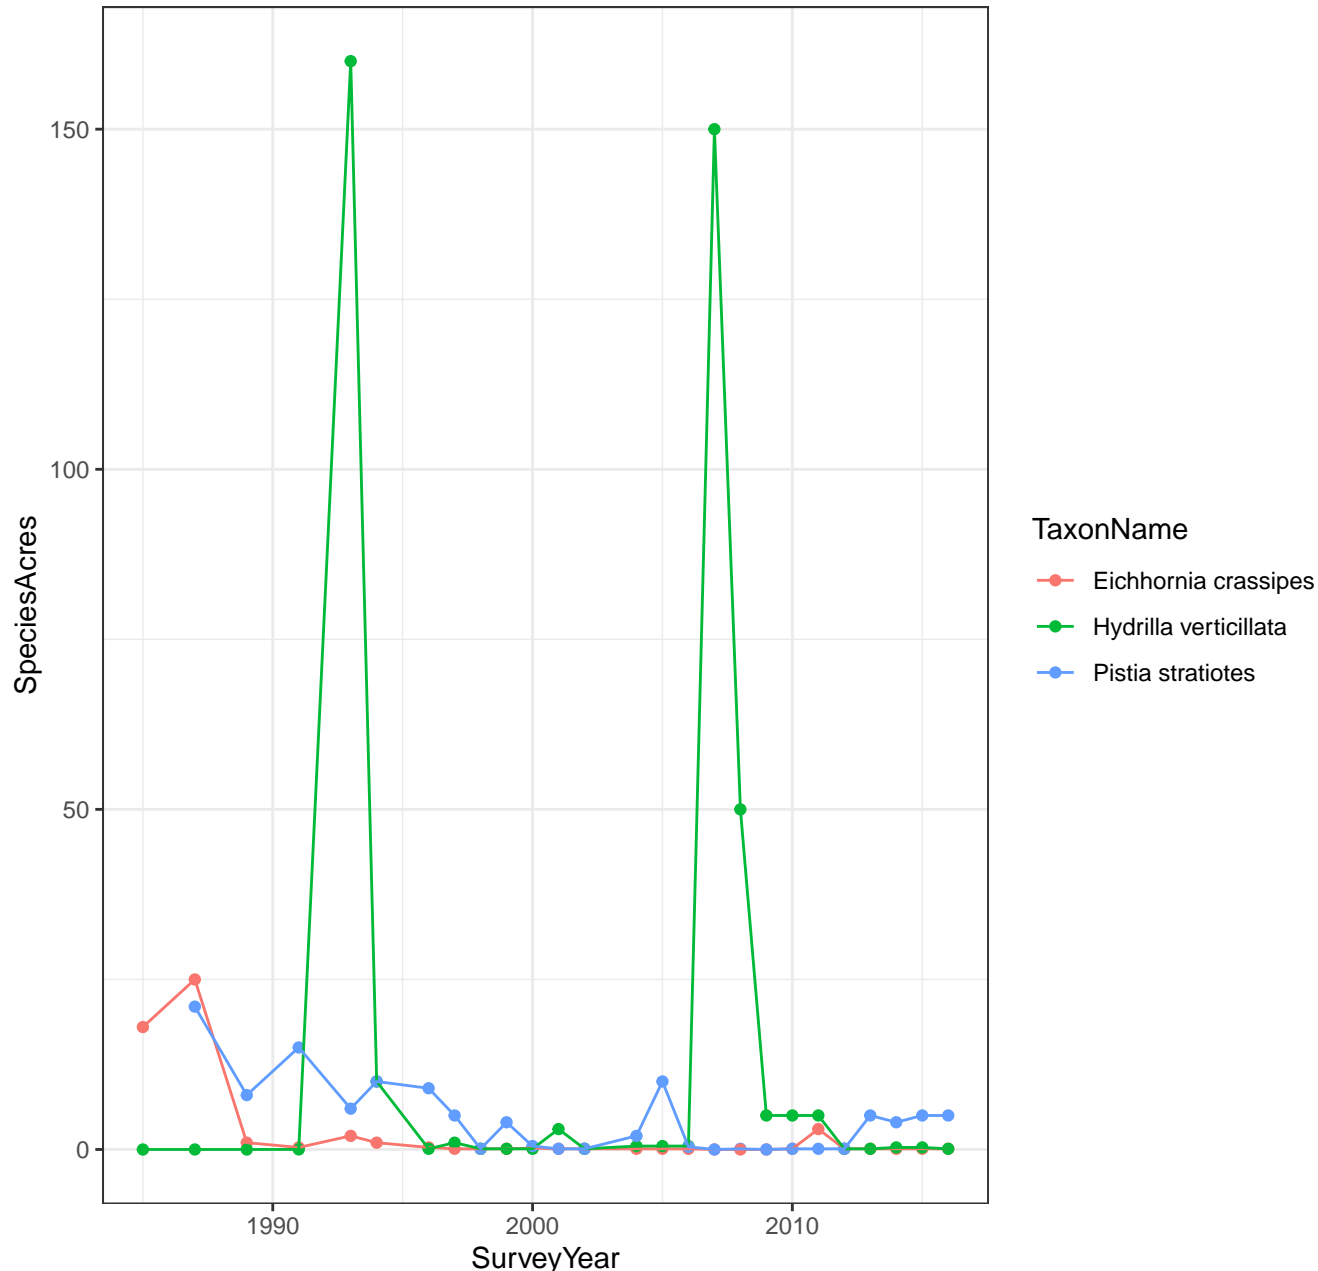 150
100
50
0
SpeciesAcres
1990 2000 2010
SurveyYear
TaxonName
Eichhornia crassipes
Hydrilla verticillata
Pistia stratiotes